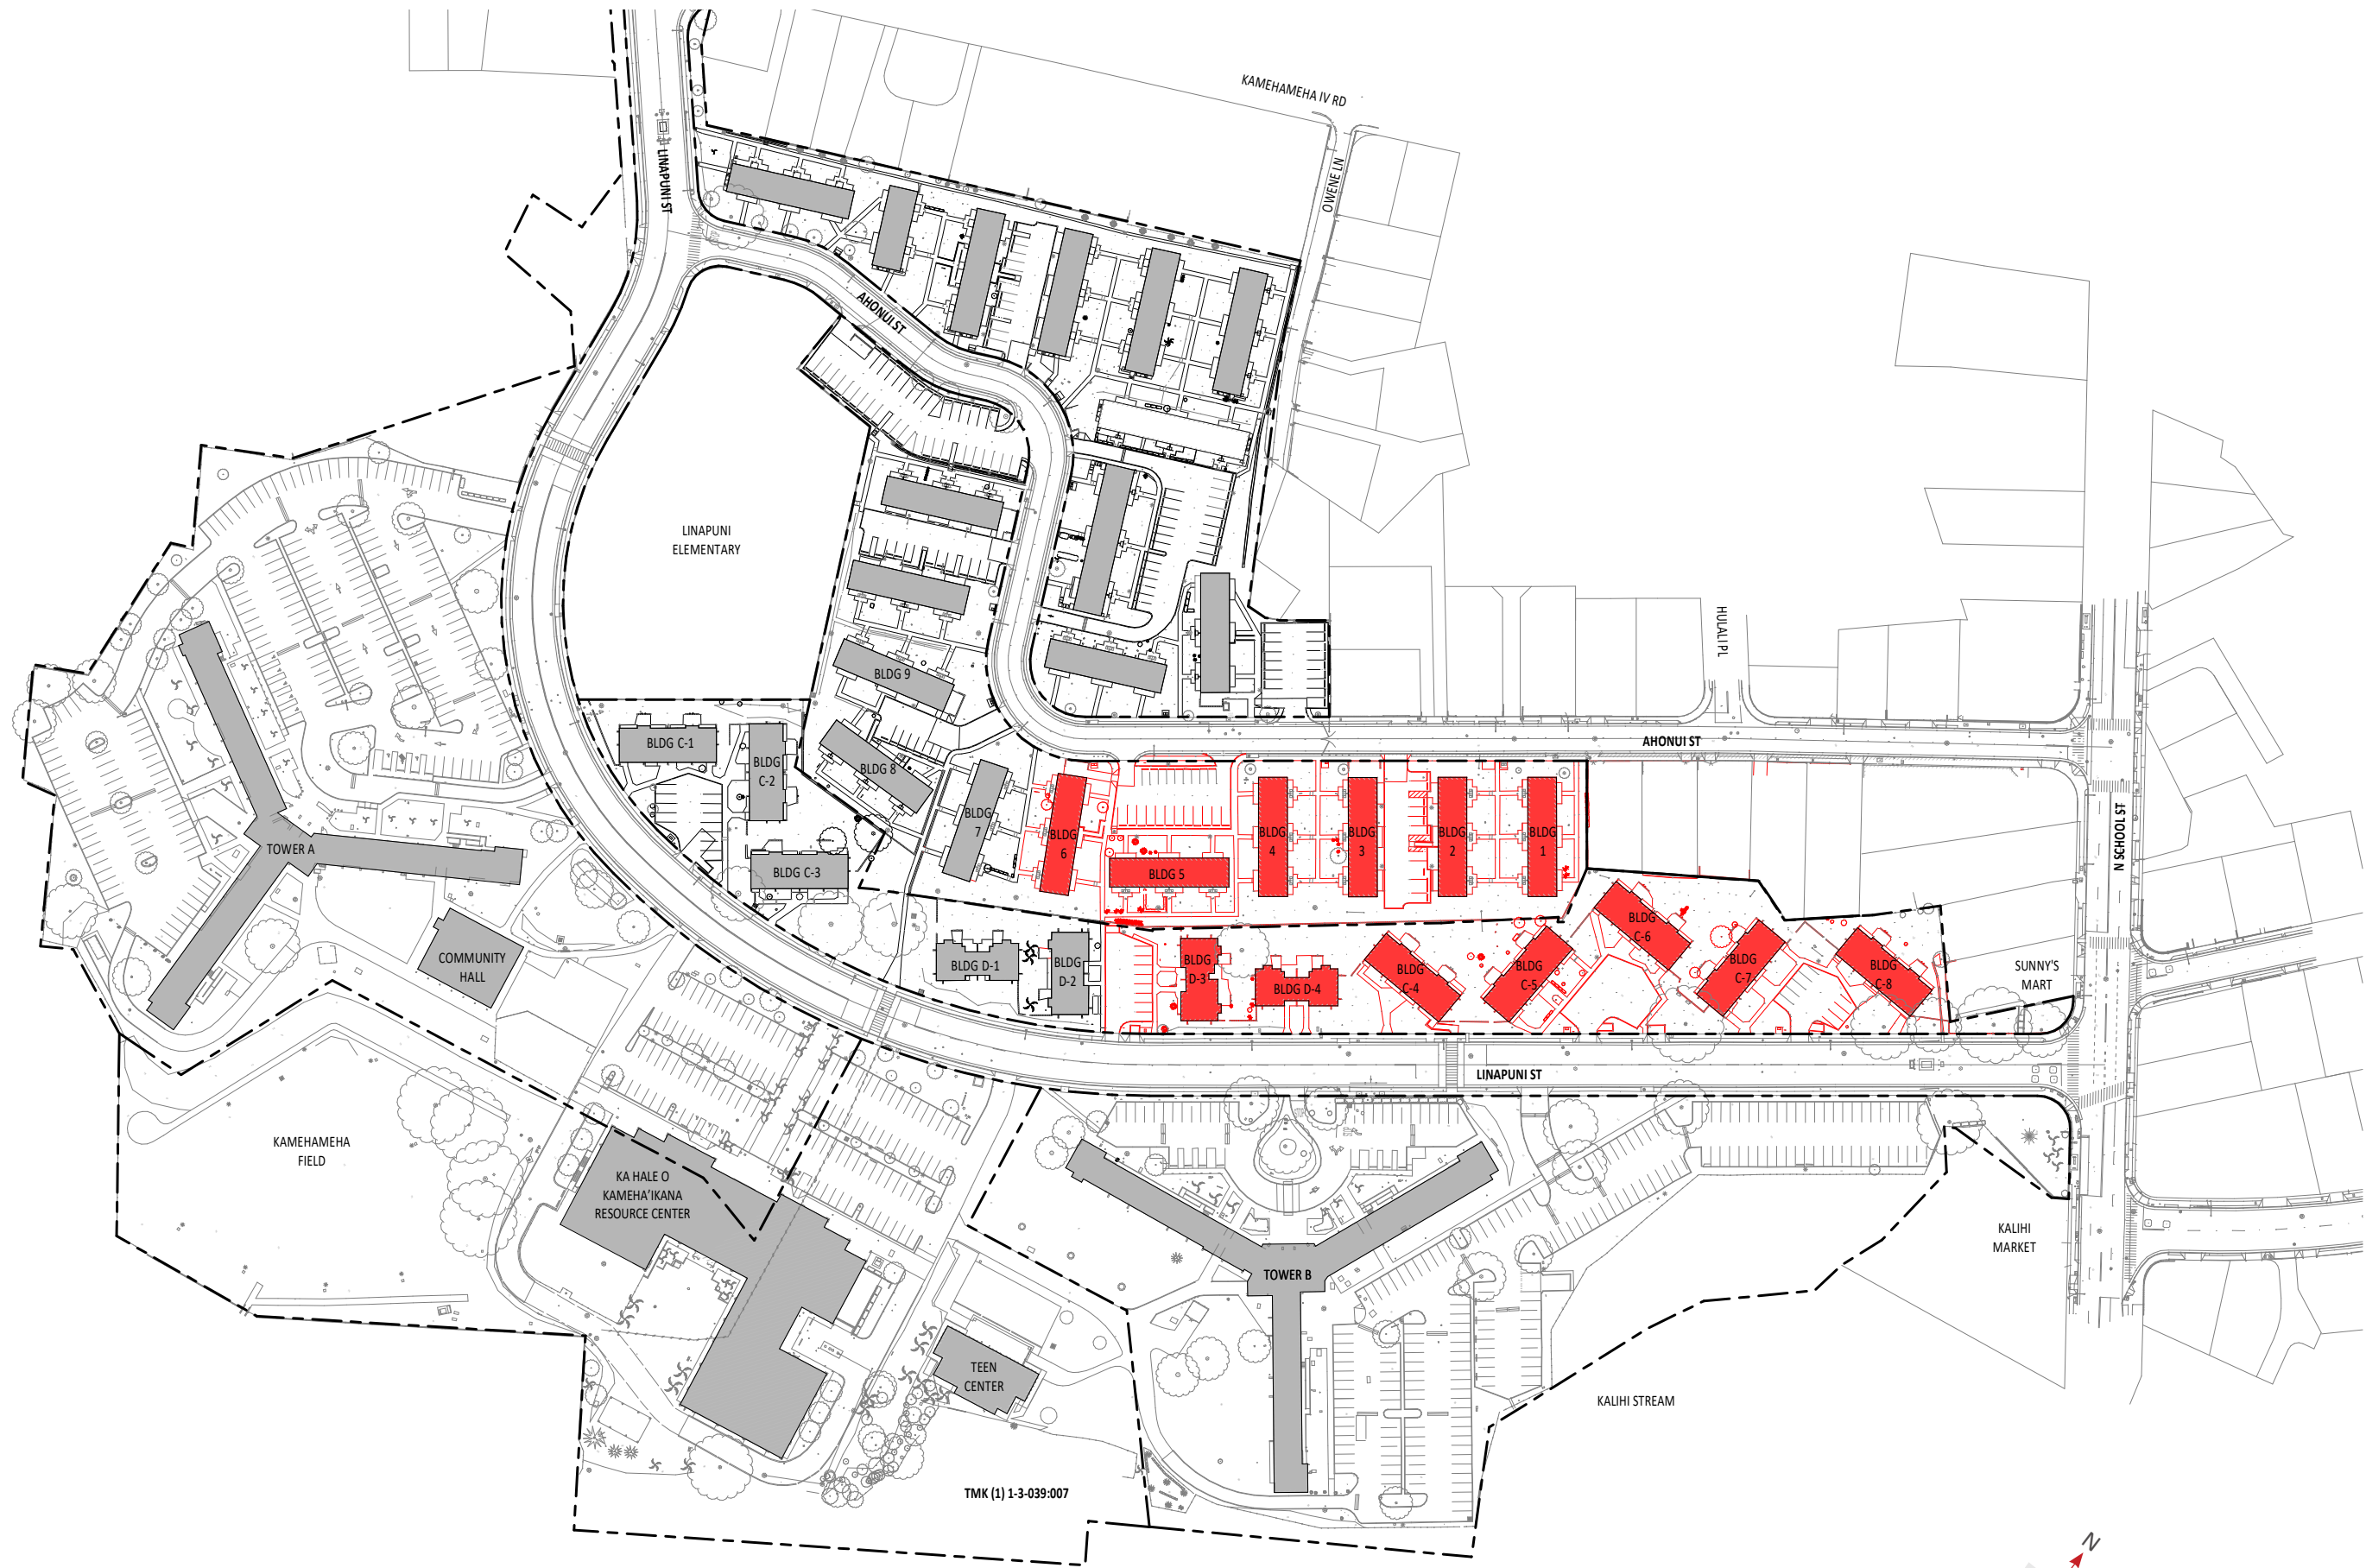 KAMEHAMEHA IV RD
LINAPUNI ST
OWENE LN
AHONUI ST
LINAPUNI
ELEMENTARY
HULALI PL
BLDG 9
BLDG C-1
BLDG
C-2
BLDG 8
AHONUI ST
BLDG
7
BLDG
6
BLDG
4
BLDG
3
BLDG
2
BLDG
1
N SCHOOL ST
TOWER A
BLDG C-3
BLDG 5
BLDG
C-6
COMMUNITY
HALL
BLDG D-1
BLDG
D-2
BLDG
D-3
BLDG D-4
BLDG
C-4
BLDG
C-5
BLDG
C-7
BLDG
C-8
SUNNY'S
MART
LINAPUNI ST
KAMEHAMEHA
FIELD
KA HALE O
KAMEHA'IKANA
RESOURCE CENTER
KALIHI
MARKET
TOWER B
TEEN
CENTER
KALIHI STREAM
TMK (1) 1-3-039:007
N